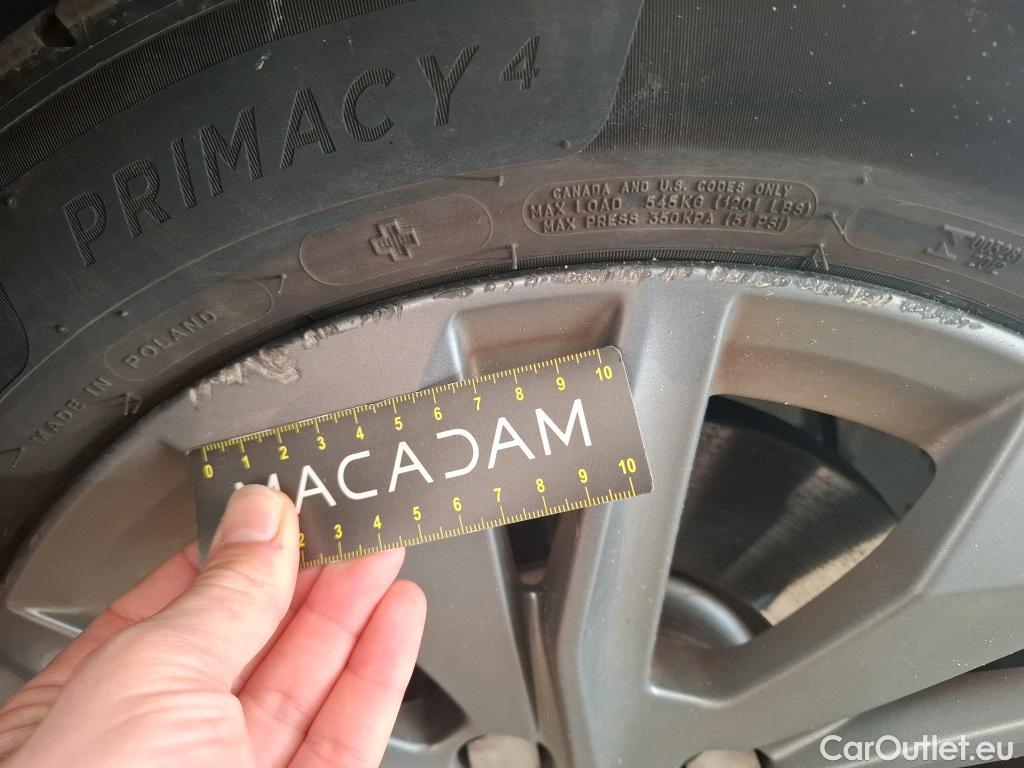 PRIMACY 4
CANADA AND U.S. CODES ONLY
MAX LOAD 545KG (1201 LBS)
MAX PRESS 350KPA (51 PSI)
MADE IN POLAND
0 1 2 3 4 5 6 7 8 9 10
MACADAM
2 3 4 5 6 7 8 9 10
CarOutlet.eu